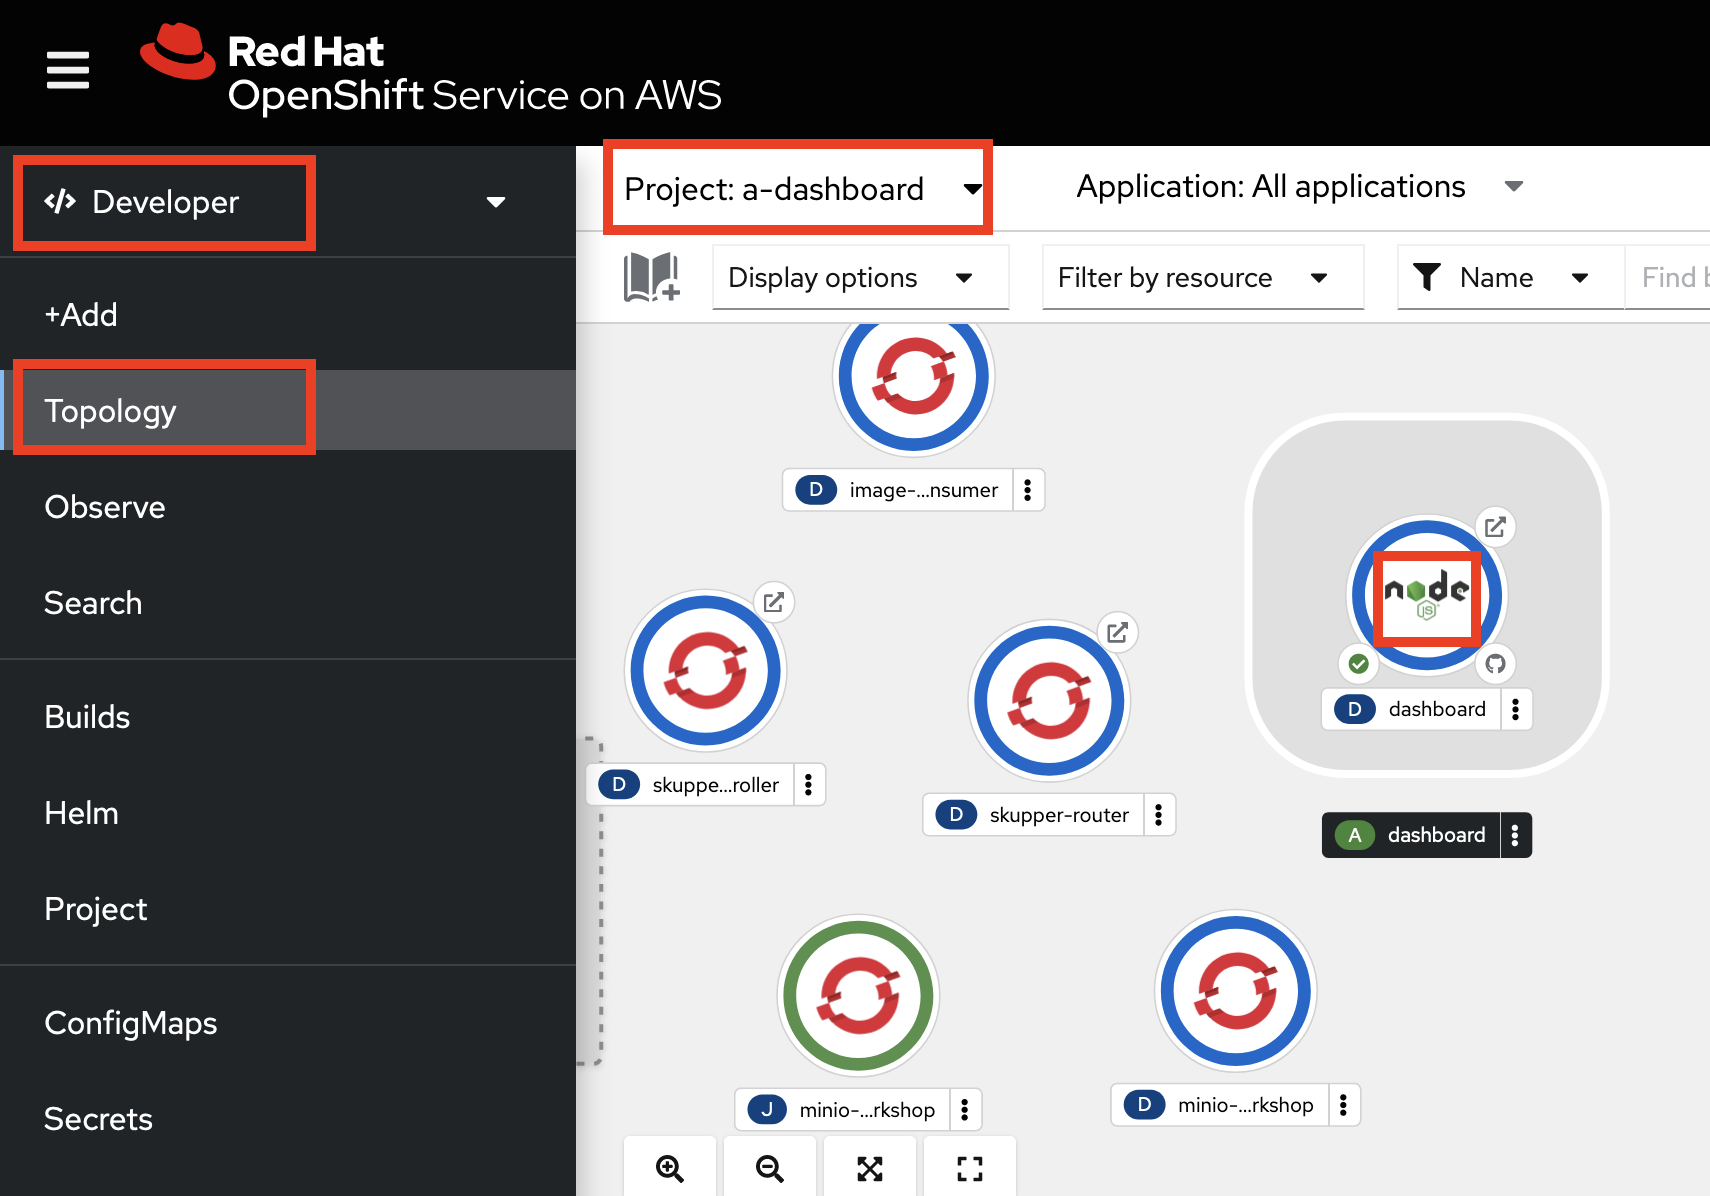 Red Hat
OpenShift Service on AWS
Developer
Project: a-dashboard
Application: All applications
+Add
Display options
Filter by resource
Name
Find
Topology
Observe
Search
Builds
Helm
Project
ConfigMaps
Secrets
D image-...nsumer
node
JS
D dashboard
D skuppe...roller
D skupper-router
A dashboard
J minio-...rkshop
D minio-...rkshop